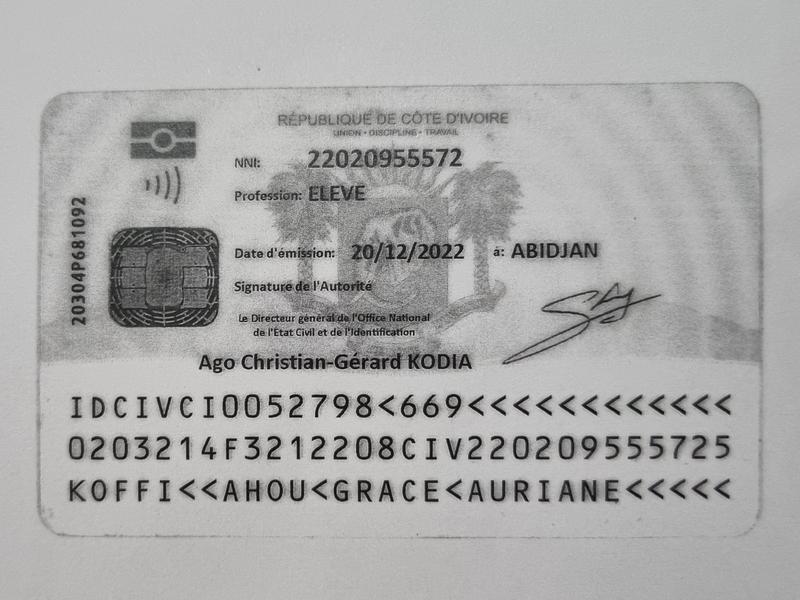 RÉPUBLIQUE DE CÔTE D'IVOIRE
UNION - DISCIPLINE - TRAVAIL
NNI: 22020955572
Profession: ELEVE
20304P681092
Date d'émission: 20/12/2022 à: ABIDJAN
Signature de l'Autorité
Le Directeur général de l'Office National
de l'Etat Civil et de l'Identification
Ago Christian-Gérard KODIA
IDCIVCI0052798<669<<<<<<<<<<<<
0203214F3212208CIV220209555725
KOFFI<<AHOU<GRACE<AURIANE<<<<<